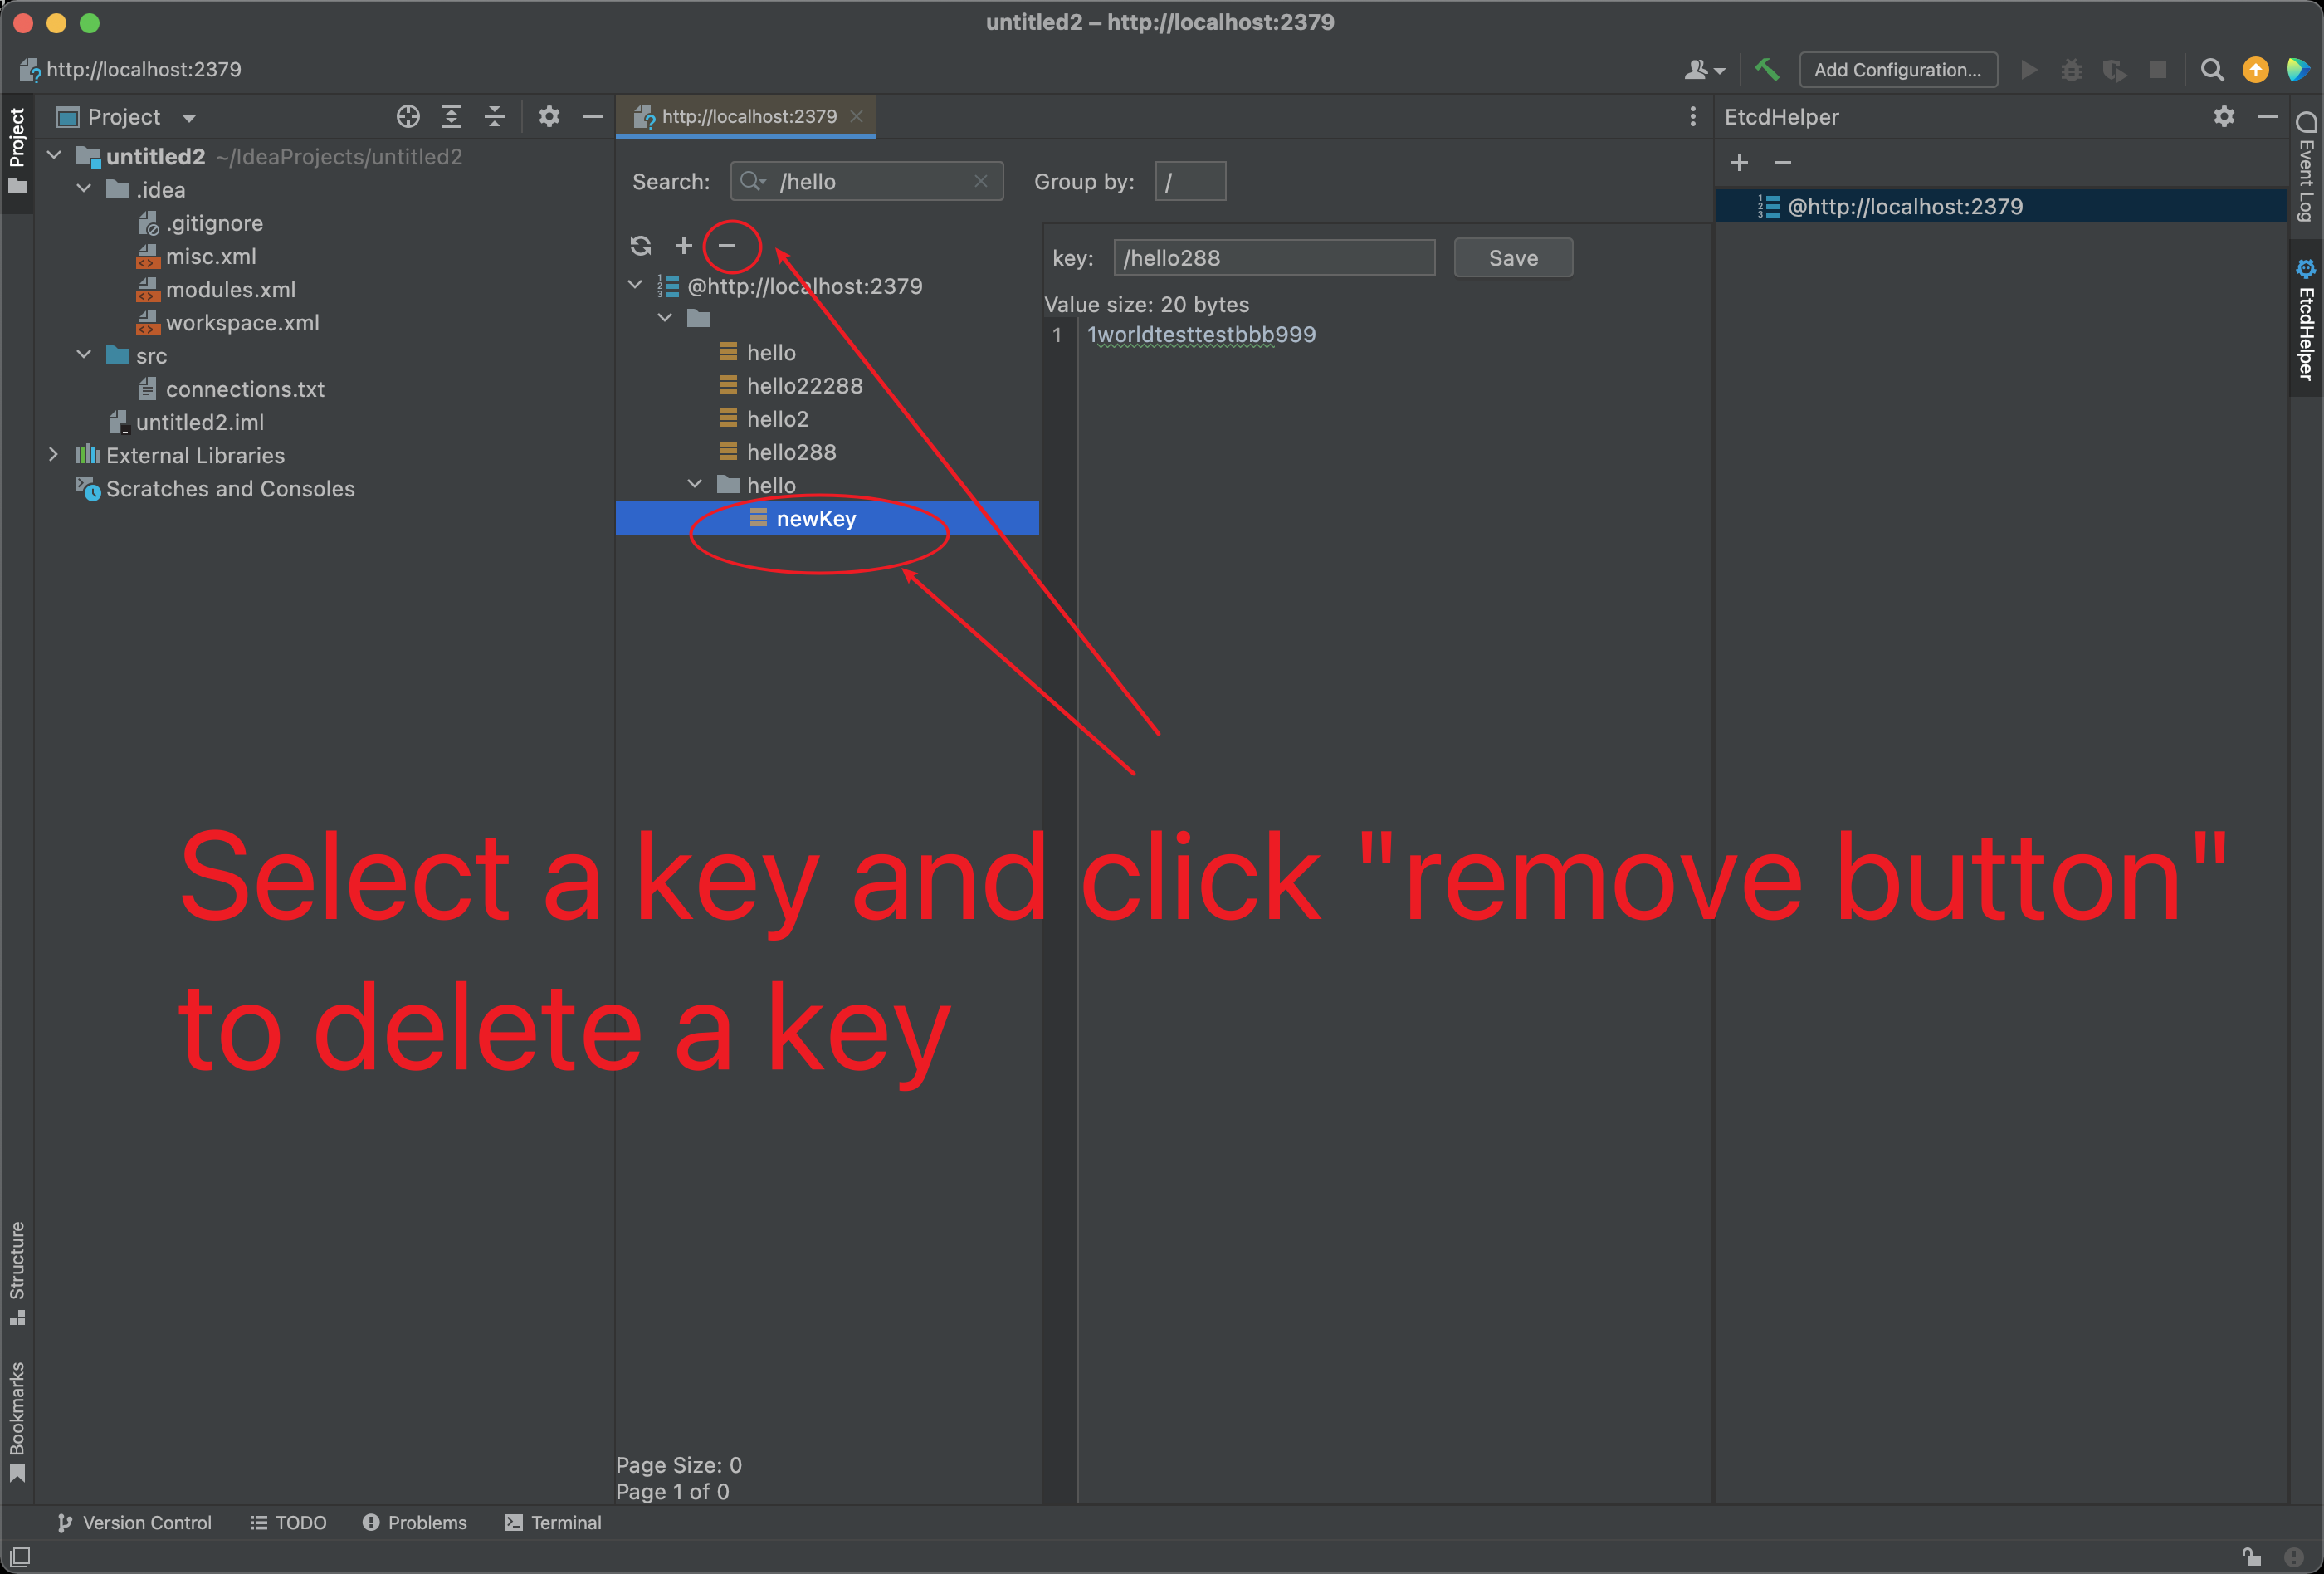 untitled2 – http://localhost:2379
http://localhost:2379
Add Configuration...
Project
Project
untitled2 ~/IdeaProjects/untitled2
.idea
.gitignore
misc.xml
modules.xml
workspace.xml
src
connections.txt
untitled2.iml
External Libraries
Scratches and Consoles
Structure
Bookmarks
http://localhost:2379
Search: /hello
Group by: /
@http://localhost:2379
hello
hello22288
hello2
hello288
hello
newKey
Page Size: 0
Page 1 of 0
key: /hello288 Save
Value size: 20 bytes
1 1worldtesttestbbb999
EtcdHelper
@http://localhost:2379
Event Log
EtcdHelper
Select a key and click "remove button"
to delete a key
Version Control TODO Problems Terminal